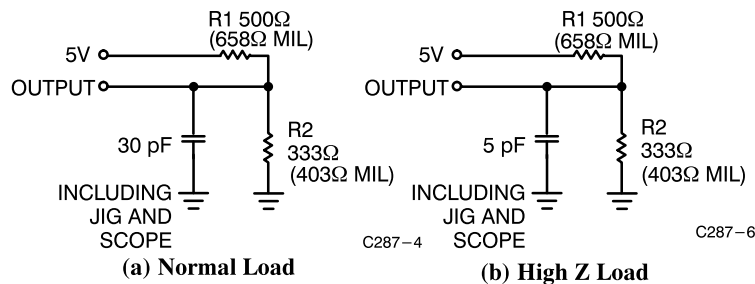 R1 500Ω
(658Ω MIL)
5V
OUTPUT
30 pF
R2
333Ω
(403Ω MIL)
INCLUDING
JIG AND
SCOPE
C287−4
(a) Normal Load
R1 500Ω
(658Ω MIL)
5V
OUTPUT
5 pF
R2
333Ω
(403Ω MIL)
INCLUDING
JIG AND
SCOPE
C287−6
(b) High Z Load